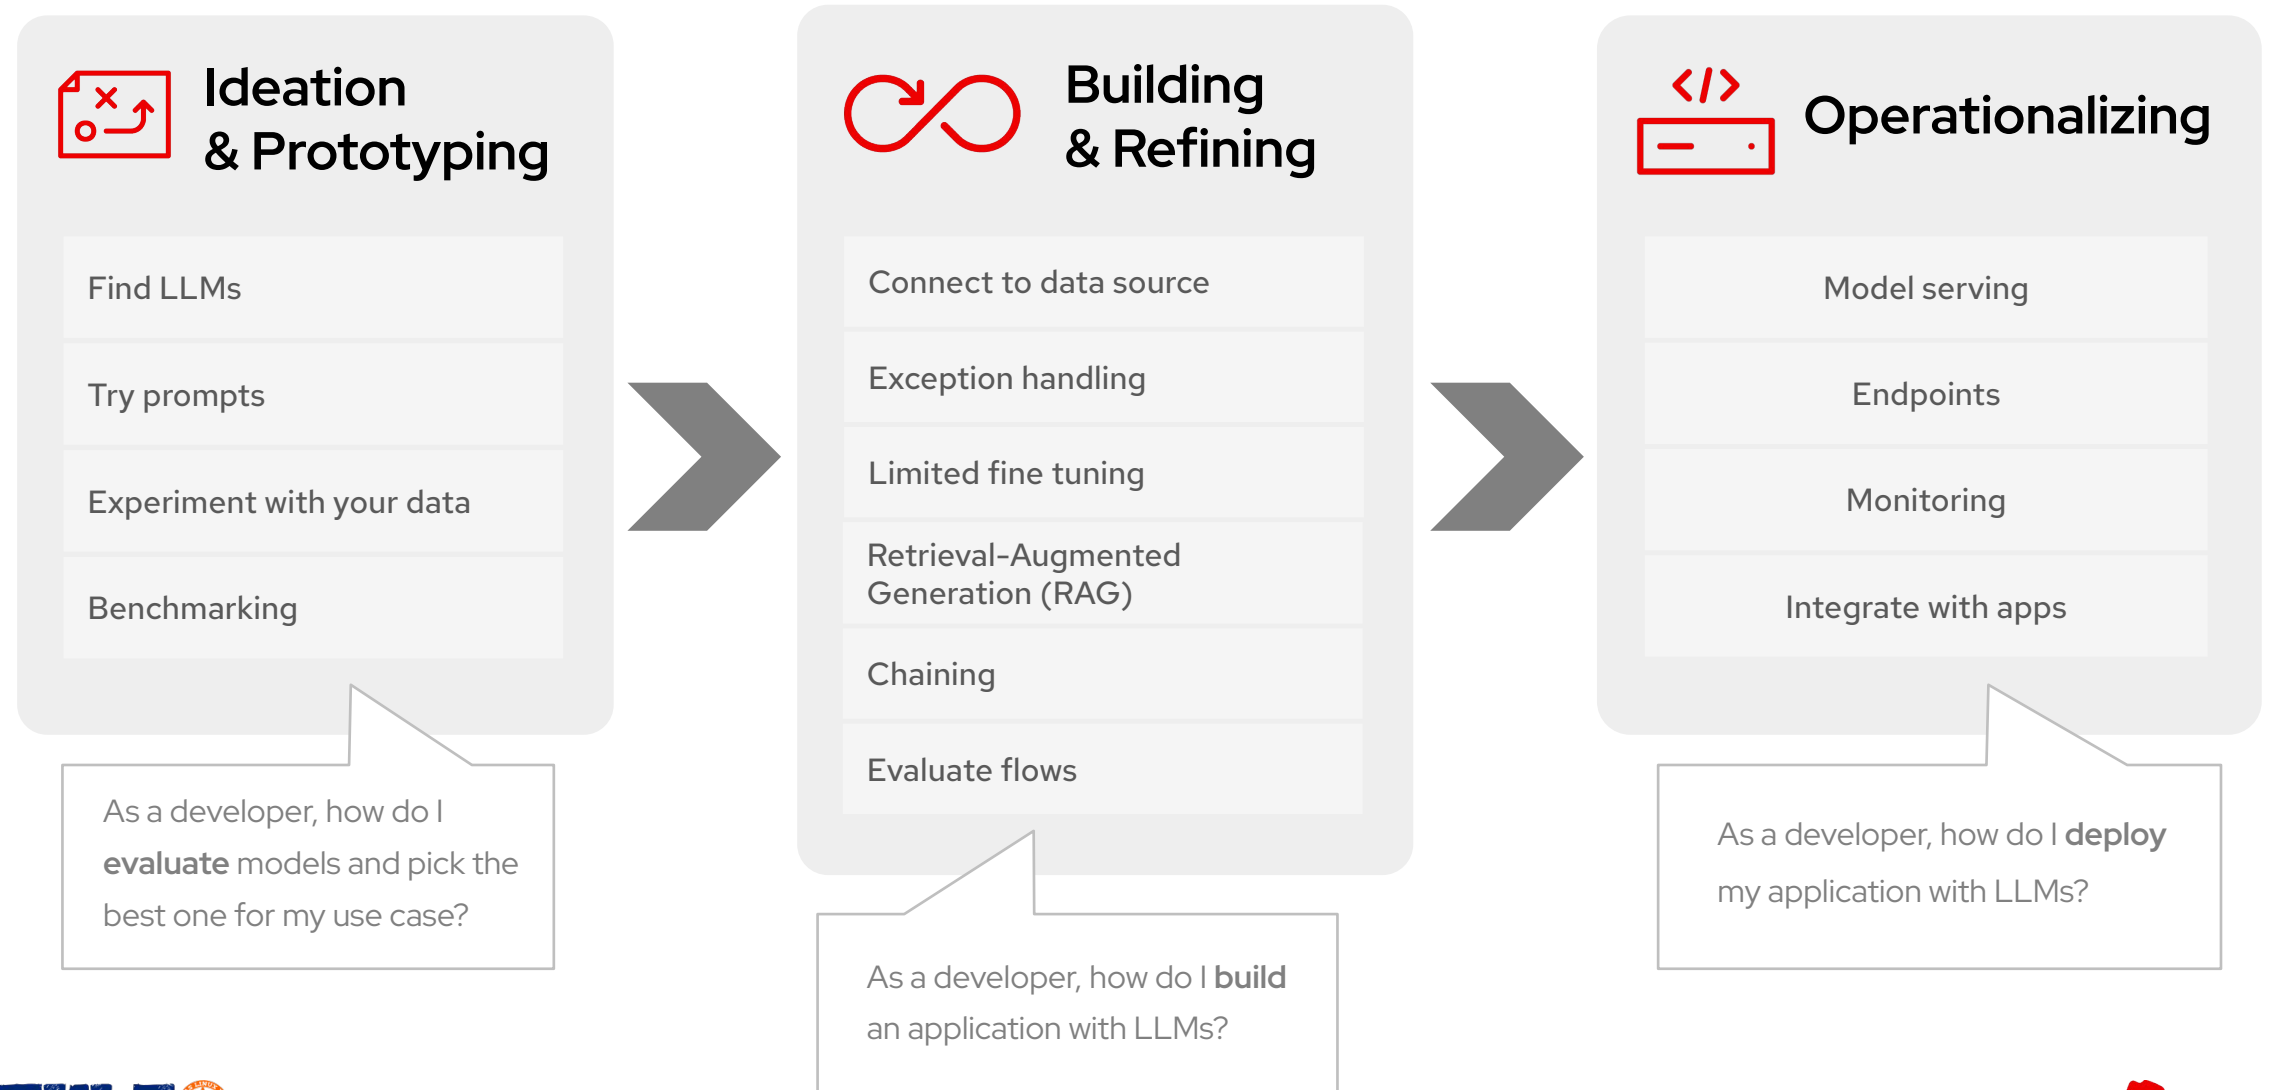 Ideation
& Prototyping
Find LLMs
Try prompts
Experiment with your data
Benchmarking
As a developer, how do I
evaluate models and pick the
best one for my use case?
Building
& Refining
Connect to data source
Exception handling
Limited fine tuning
Retrieval-Augmented
Generation (RAG)
Chaining
Evaluate flows
As a developer, how do I build
an application with LLMs?
</>
Operationalizing
Model serving
Endpoints
Monitoring
Integrate with apps
As a developer, how do I deploy
my application with LLMs?